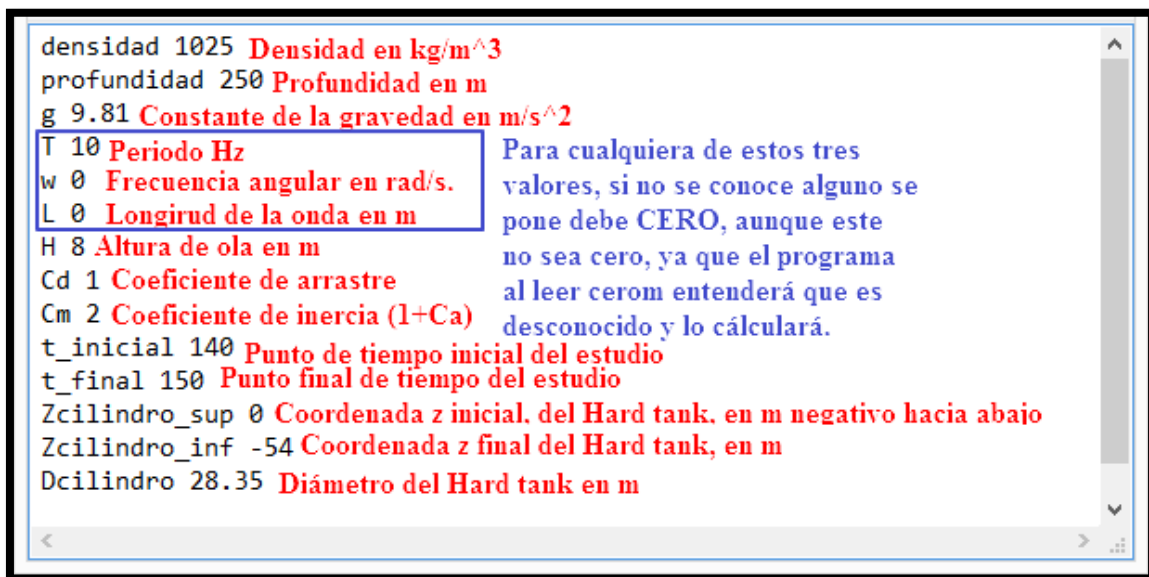 densidad 1025 Densidad en kg/m^3
profundidad 250 Profundidad en m
g 9.81 Constante de la gravedad en m/s^2
T 10 Periodo Hz
w 0 Frecuencia angular en rad/s.
L 0 Longirud de la onda en m
Para cualquiera de estos tres
valores, si no se conoce alguno se
pone debe CERO, aunque este
no sea cero, ya que el programa
al leer cerom entenderá que es
desconocido y lo cálculará.
H 8 Altura de ola en m
Cd 1 Coeficiente de arrastre
Cm 2 Coeficiente de inercia (1+Ca)
t_inicial 140 Punto de tiempo inicial del estudio
t_final 150 Punto final de tiempo del estudio
Zcilindro_sup 0 Coordenada z inicial, del Hard tank, en m negativo hacia abajo
Zcilindro_inf -54 Coordenada z final del Hard tank, en m
Dcilindro 28.35 Diámetro del Hard tank en m